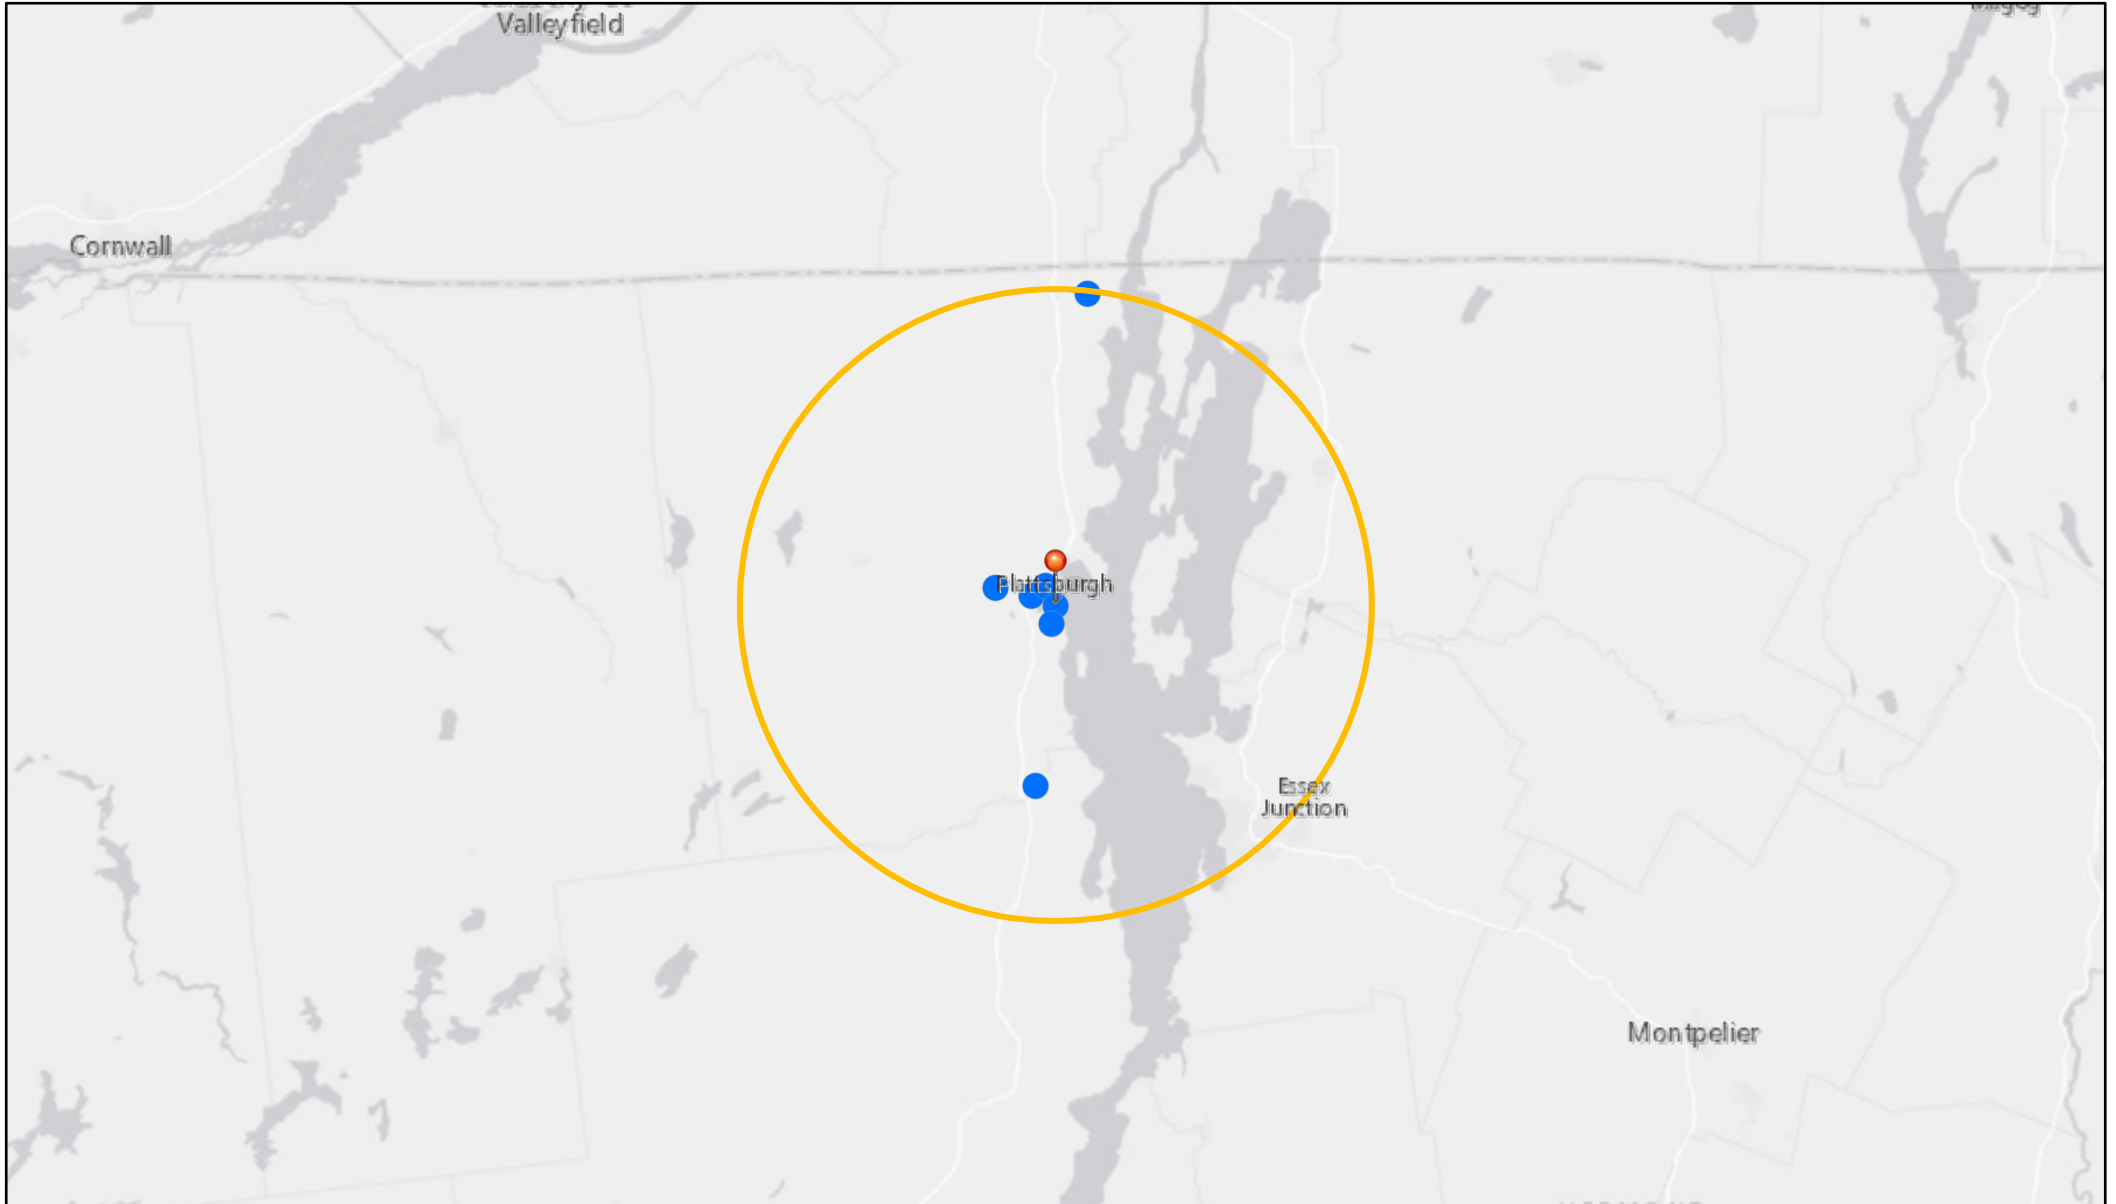 Valleyfield
Cornwall
Plattsburgh
Essex
Junction
Montpelier